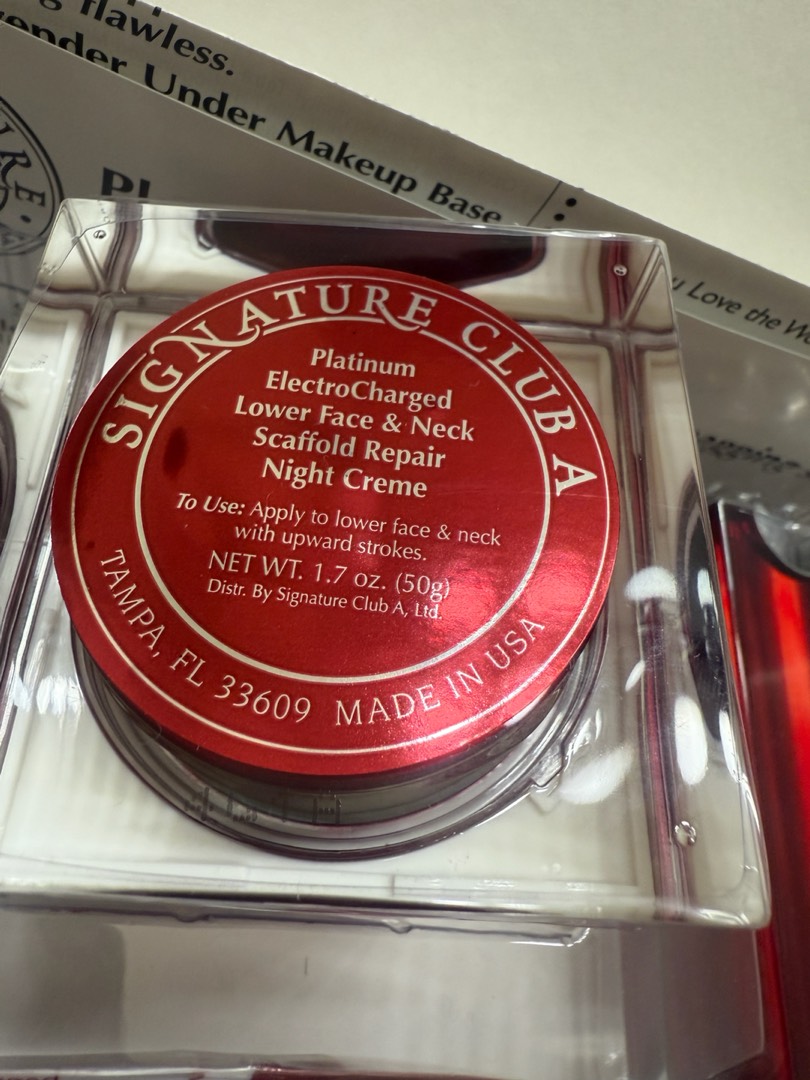 flawless.
Under Makeup Base
Love the
SIGNATURE CLUB A
Platinum
ElectroCharged
Lower Face & Neck
Scaffold Repair
Night Creme
To Use: Apply to lower face & neck
with upward strokes.
NET WT. 1.7 oz. (50g)
Distr. By Signature Club A, Ltd.
TAMPA, FL 33609 MADE IN USA